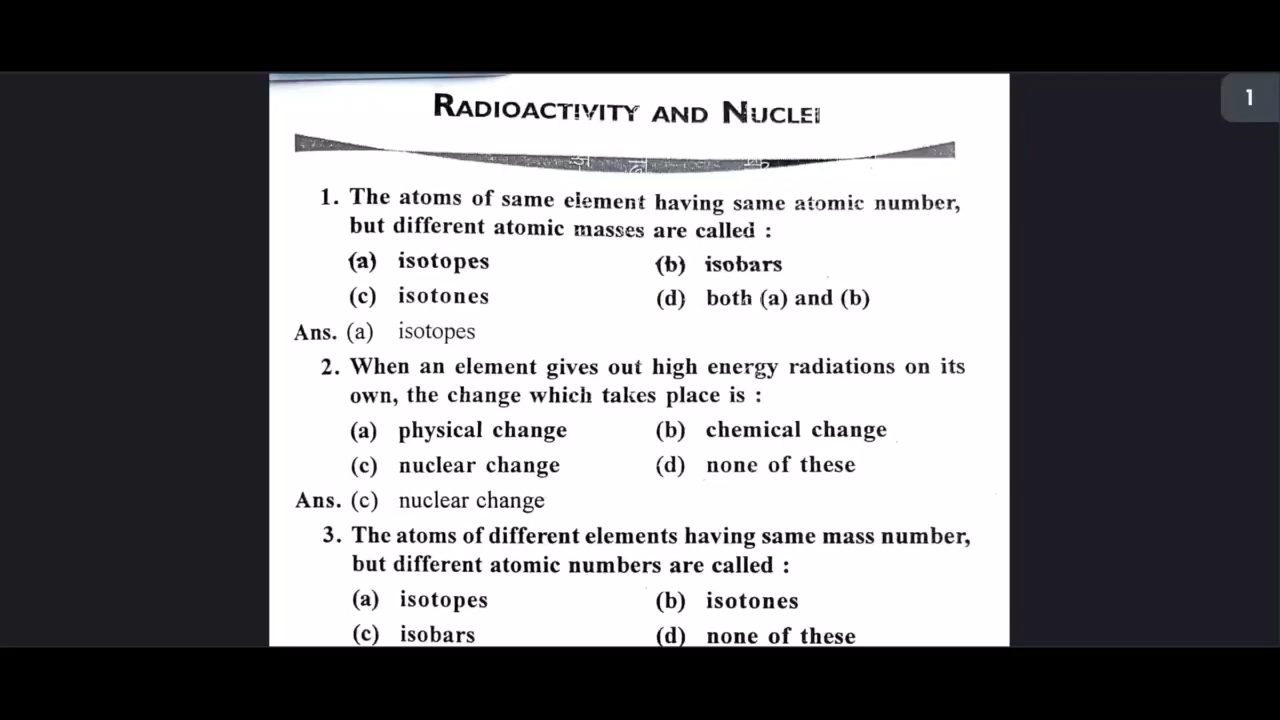 1
RADIOACTIVITY AND NUCLEI
1. The atoms of same element having same atomic number,
but different atomic masses are called :
(a) isotopes (b) isobars
(c) isotones (d) both (a) and (b)
Ans. (a) isotopes
2. When an element gives out high energy radiations on its
own, the change which takes place is :
(a) physical change (b) chemical change
(c) nuclear change (d) none of these
Ans. (c) nuclear change
3. The atoms of different elements having same mass number,
but different atomic numbers are called :
(a) isotopes (b) isotones
(c) isobars (d) none of these